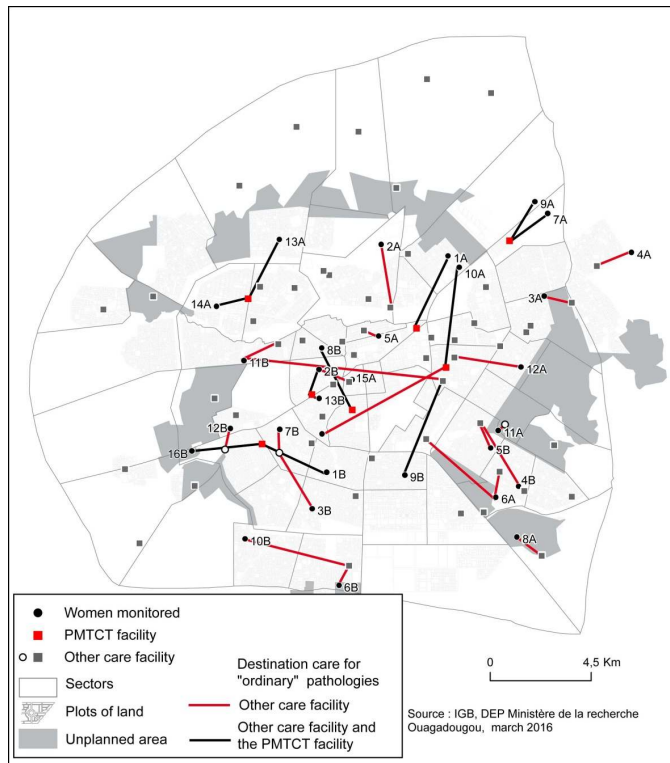 9A
7A
13A
2A
1A
10A
4A
3A
14A
5A
8B
11B
2B
15A
12A
13B
12B
7B
11A
16B
5B
1B
9B
4B
6A
3B
8A
10B
6B
Women monitored
PMTCT facility
Other care facility
Sectors
Plots of land
Unplanned area
Destination care for
"ordinary" pathologies
Other care facility
Other care facility and
the PMTCT facility
0 4,5 Km
Source : IGB, DEP Ministère de la recherche
Ouagadougou, march 2016